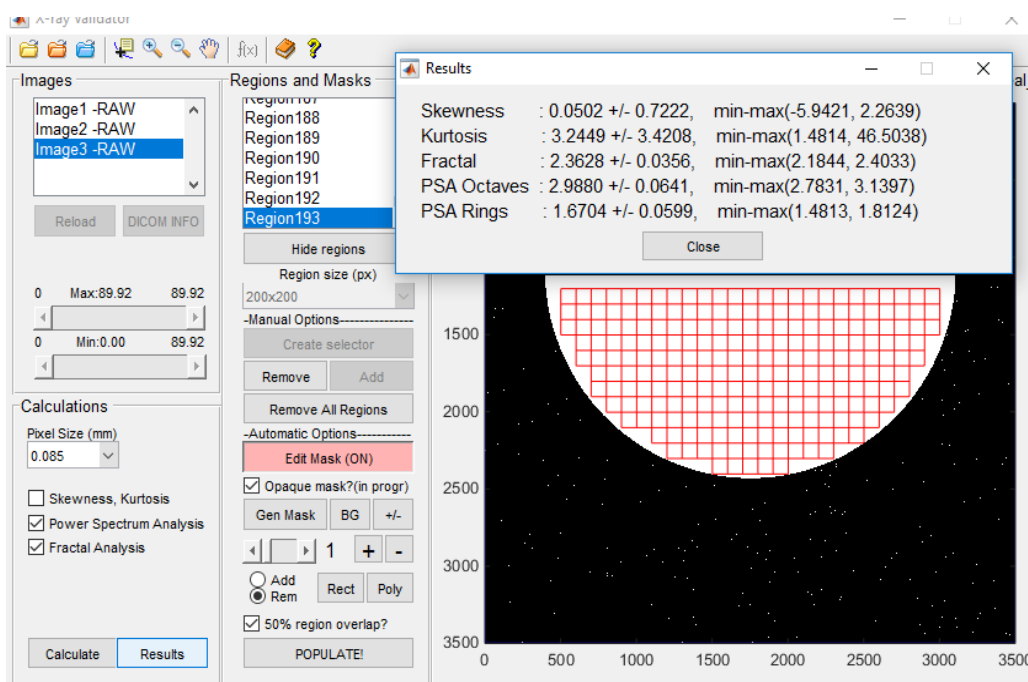 X-ray Validator
f(x)
Images
Image1 -RAW
Image2 -RAW
Image3 -RAW
Reload DICOM INFO
0 Max:89.92 89.92
0 Min:0.00 89.92
Calculations
Pixel Size (mm)
0.085
Skewness, Kurtosis
Power Spectrum Analysis
Fractal Analysis
Calculate Results
Regions and Masks
Region187
Region188
Region189
Region190
Region191
Region192
Region193
Hide regions
Region size (px)
200x200
-Manual Options----------------
Create selector
Remove Add
Remove All Regions
-Automatic Options-----------
Edit Mask (ON)
Opaque mask?(in progr)
Gen Mask BG +/-
1 + -
Add
Rem
Rect Poly
50% region overlap?
POPULATE!
Results
Skewness : 0.0502 +/- 0.7222, min-max(-5.9421, 2.2639)
Kurtosis : 3.2449 +/- 3.4208, min-max(1.4814, 46.5038)
Fractal : 2.3628 +/- 0.0356, min-max(2.1844, 2.4033)
PSA Octaves : 2.9880 +/- 0.0641, min-max(2.7831, 3.1397)
PSA Rings : 1.6704 +/- 0.0599, min-max(1.4813, 1.8124)
Close
1500
2000
2500
3000
3500
0 500 1000 1500 2000 2500 3000 3500